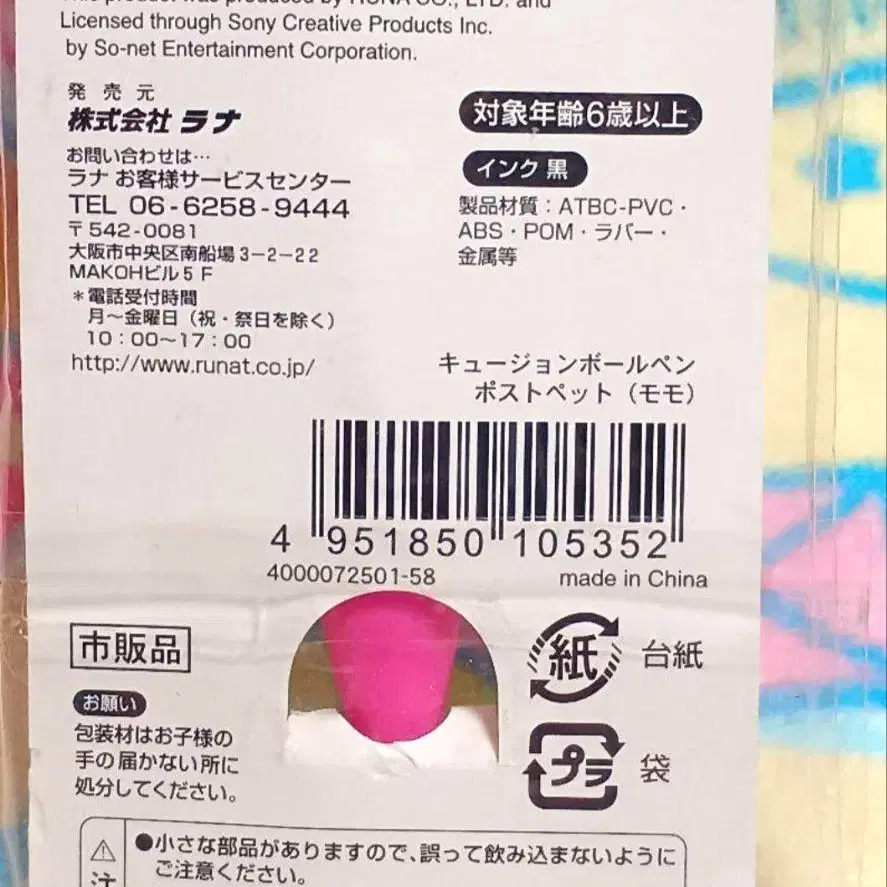 This product was produced by RUNA CO., LTD. and
Licensed through Sony Creative Products Inc.
by So-net Entertainment Corporation.
発売元
株式会社 ラナ
お問い合わせは…
ラナ お客様サービスセンター
TEL 06-6258-9444
〒542-0081
大阪市中央区南船場3-2-22
MAKOHビル5F
*電話受付時間
月〜金曜日(祝・祭日を除く)
10:00〜17:00
http://www.runat.co.jp/
対象年齢6歳以上
インク 黒
製品材質:ATBC-PVC・
ABS・POM・ラバー・
金属等
キュージョンボールペン
ポストペット(モモ)
4 951850 105352
4000072501-58
made in China
市販品
お願い
包装材はお子様の
手の届かない所に
処分してください。
紙 台紙
プラ 袋
注
●小さな部品がありますので、誤って飲み込まないように
ご注意ください。